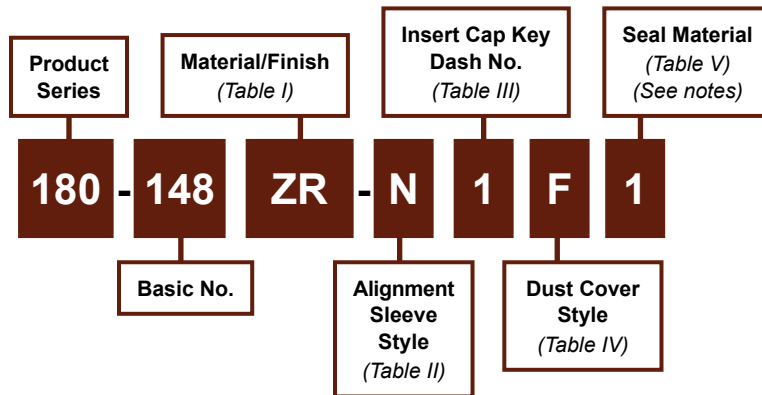 Product
Series
Material/Finish
(Table I)
Insert Cap Key
Dash No.
(Table III)
Seal Material
(Table V)
(See notes)
180 - 148 ZR - N 1 F 1
Basic No.
Alignment
Sleeve
Style
(Table II)
Dust Cover
Style
(Table IV)